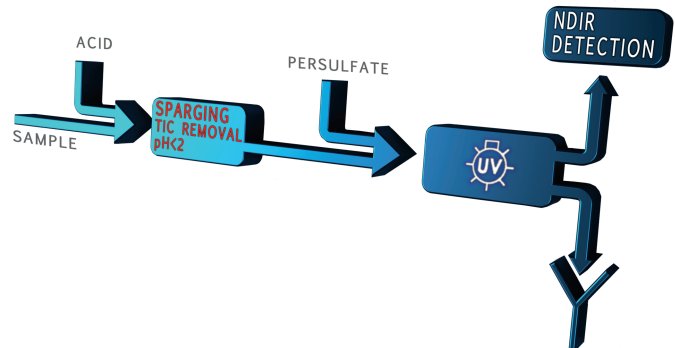 NDIR
DETECTION
ACID
PERSULFATE
SAMPLE
SPARGING
TIC REMOVAL
pH<2
UV